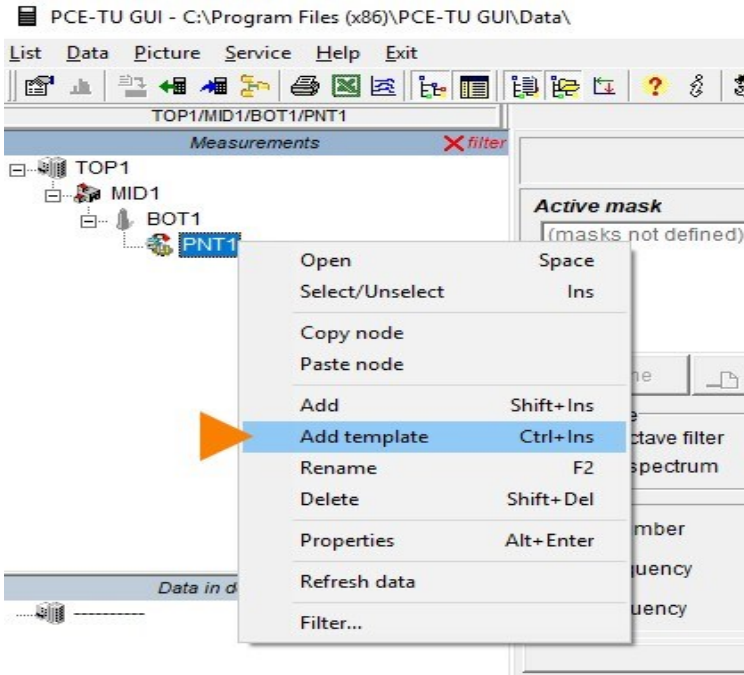 PCE-TU GUI - C:\Program Files (x86)\PCE-TU GUI\Data\
List Data Picture Service Help Exit
TOP1/MID1/BOT1/PNT1
Measurements filter
TOP1
MID1
BOT1
PNT1
Active mask
(masks not defined)
Open Space
Select/Unselect Ins
Copy node
Paste node
Add Shift+Ins
Add template Ctrl+Ins
ctave filter
Rename F2
spectrum
Delete Shift+Del
Properties Alt+Enter
mber
Refresh data
uency
Filter...
uency
Data in d
----------